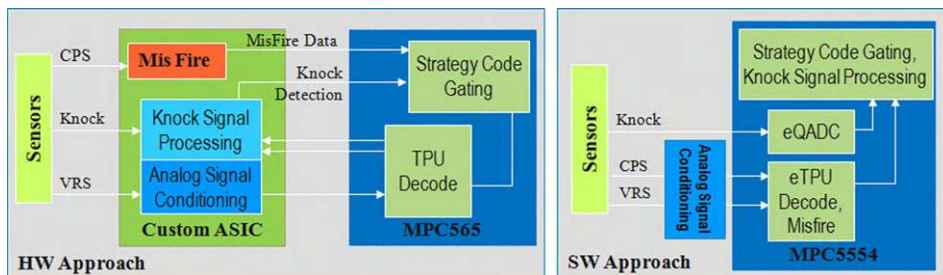 CPS
Mis Fire
MisFire Data
Knock
Detection
Strategy Code
Gating
Sensors
Knock
Knock Signal
Processing
TPU
Decode
VRS
Analog Signal
Conditioning
Custom ASIC
MPC565
HW Approach
Strategy Code Gating,
Knock Signal Processing
Sensors
Knock
eQADC
CPS
VRS
Analog Signal
Conditioning
eTPU
Decode,
Misfire
MPC5554
SW Approach